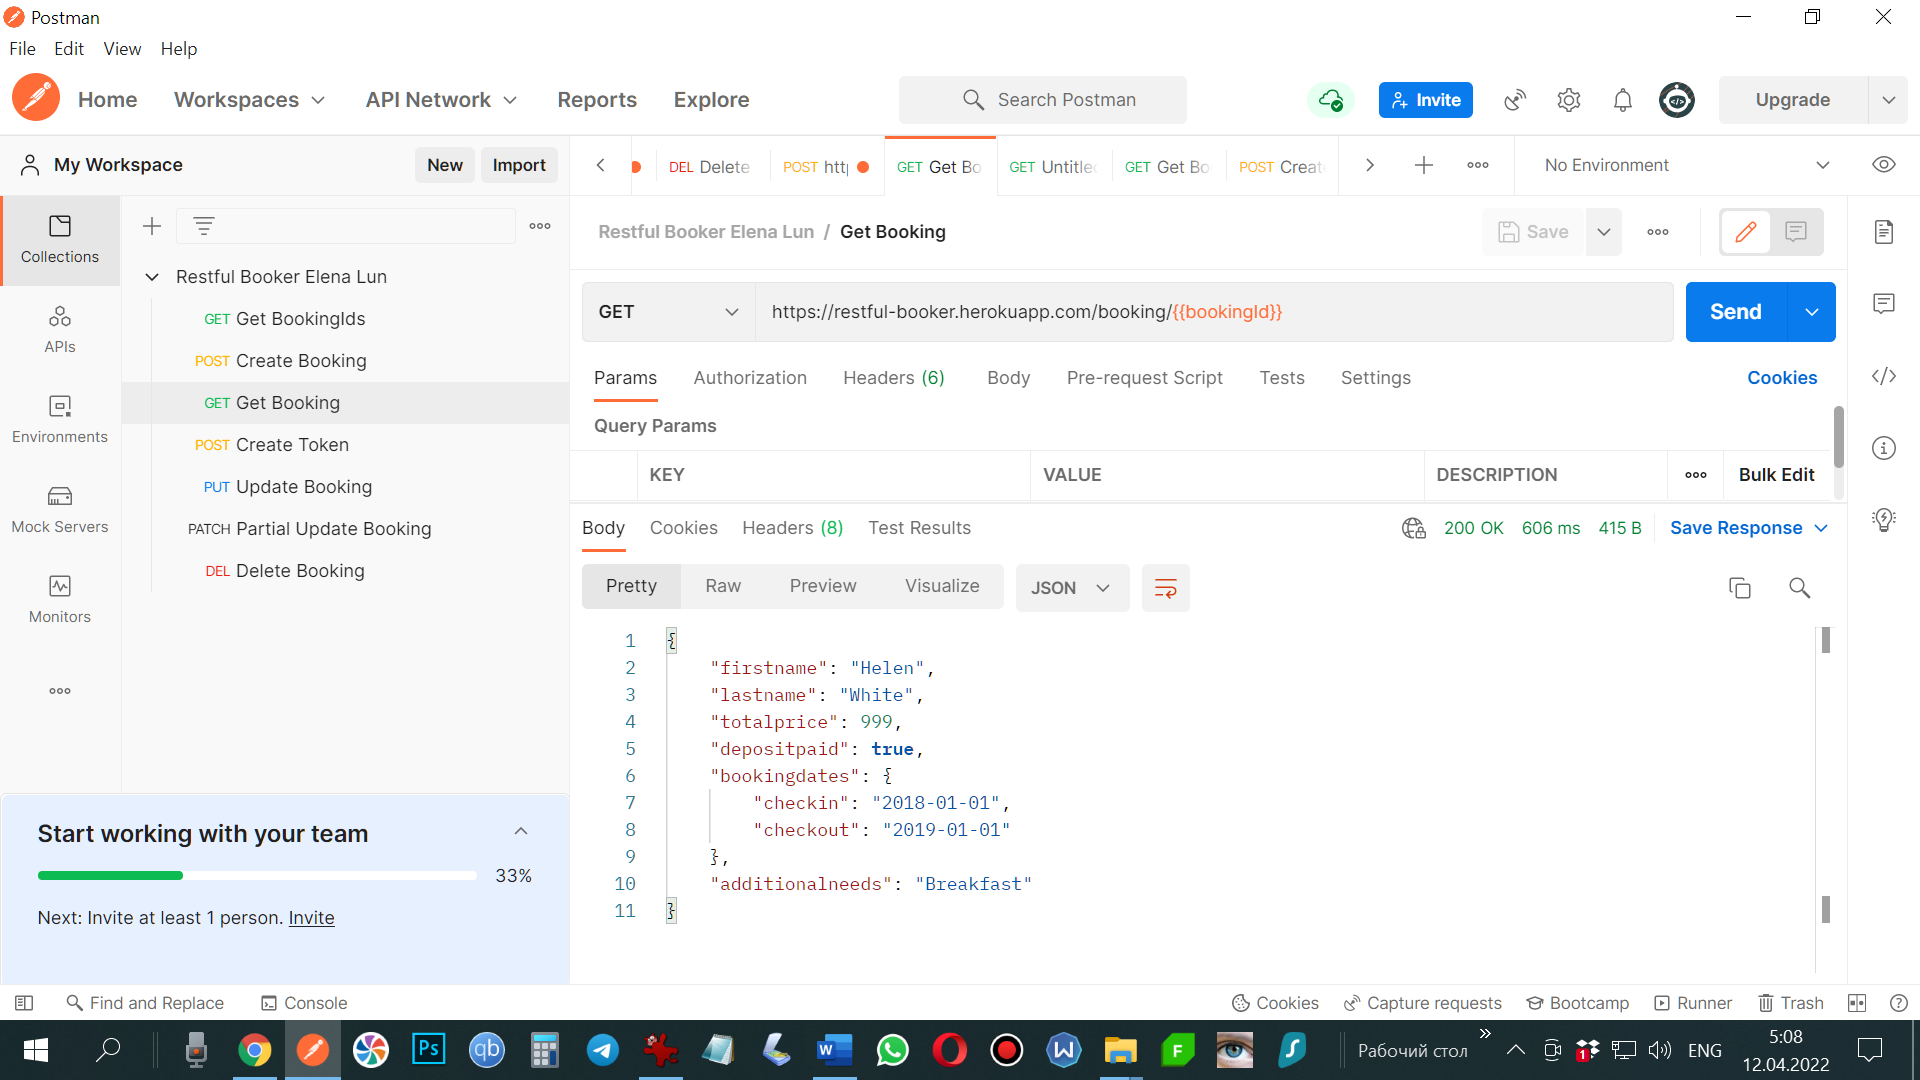 Postman
File Edit View Help
Home Workspaces API Network Reports Explore Search Postman Invite Upgrade
My Workspace New Import
DEL Delete POST http GET Get Bo GET Untitle GET Get Bo POST Creat No Environment
Collections
APIs
Environments
Mock Servers
Monitors
Restful Booker Elena Lun
GET Get BookingIds
POST Create Booking
GET Get Booking
POST Create Token
PUT Update Booking
PATCH Partial Update Booking
DEL Delete Booking
Start working with your team
33%
Next: Invite at least 1 person. Invite
Restful Booker Elena Lun / Get Booking Save
GET https://restful-booker.herokuapp.com/booking/{{bookingId}} Send
Params Authorization Headers (6) Body Pre-request Script Tests Settings Cookies
Query Params
KEY VALUE DESCRIPTION Bulk Edit
Body Cookies Headers (8) Test Results 200 OK 606 ms 415 B Save Response
Pretty Raw Preview Visualize JSON
1 {
2 "firstname": "Helen",
3 "lastname": "White",
4 "totalprice": 999,
5 "depositpaid": true,
6 "bookingdates": {
7 "checkin": "2018-01-01",
8 "checkout": "2019-01-01"
9 },
10 "additionalneeds": "Breakfast"
11 }
Find and Replace Console Cookies Capture requests Bootcamp Runner Trash
Ps qb W F Рабочий стол 1 ENG 5:08
12.04.2022